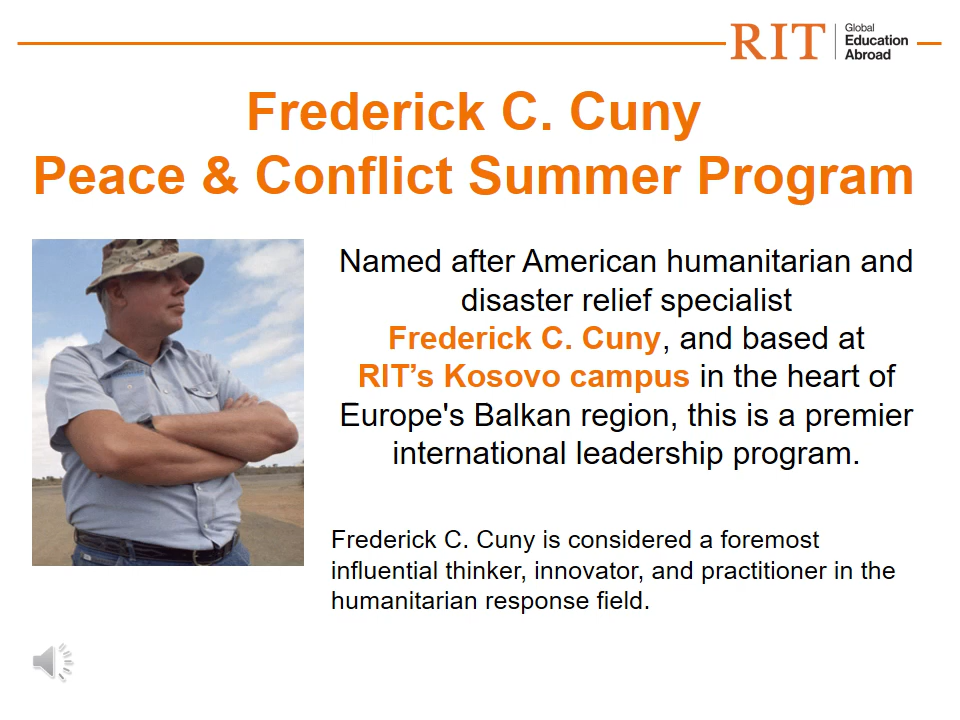 RIT
Global
Education
Abroad
Frederick C. Cuny
Peace & Conflict Summer Program
Named after American humanitarian and
disaster relief specialist
Frederick C. Cuny, and based at
RIT’s Kosovo campus in the heart of
Europe's Balkan region, this is a premier
international leadership program.
Frederick C. Cuny is considered a foremost
influential thinker, innovator, and practitioner in the
humanitarian response field.